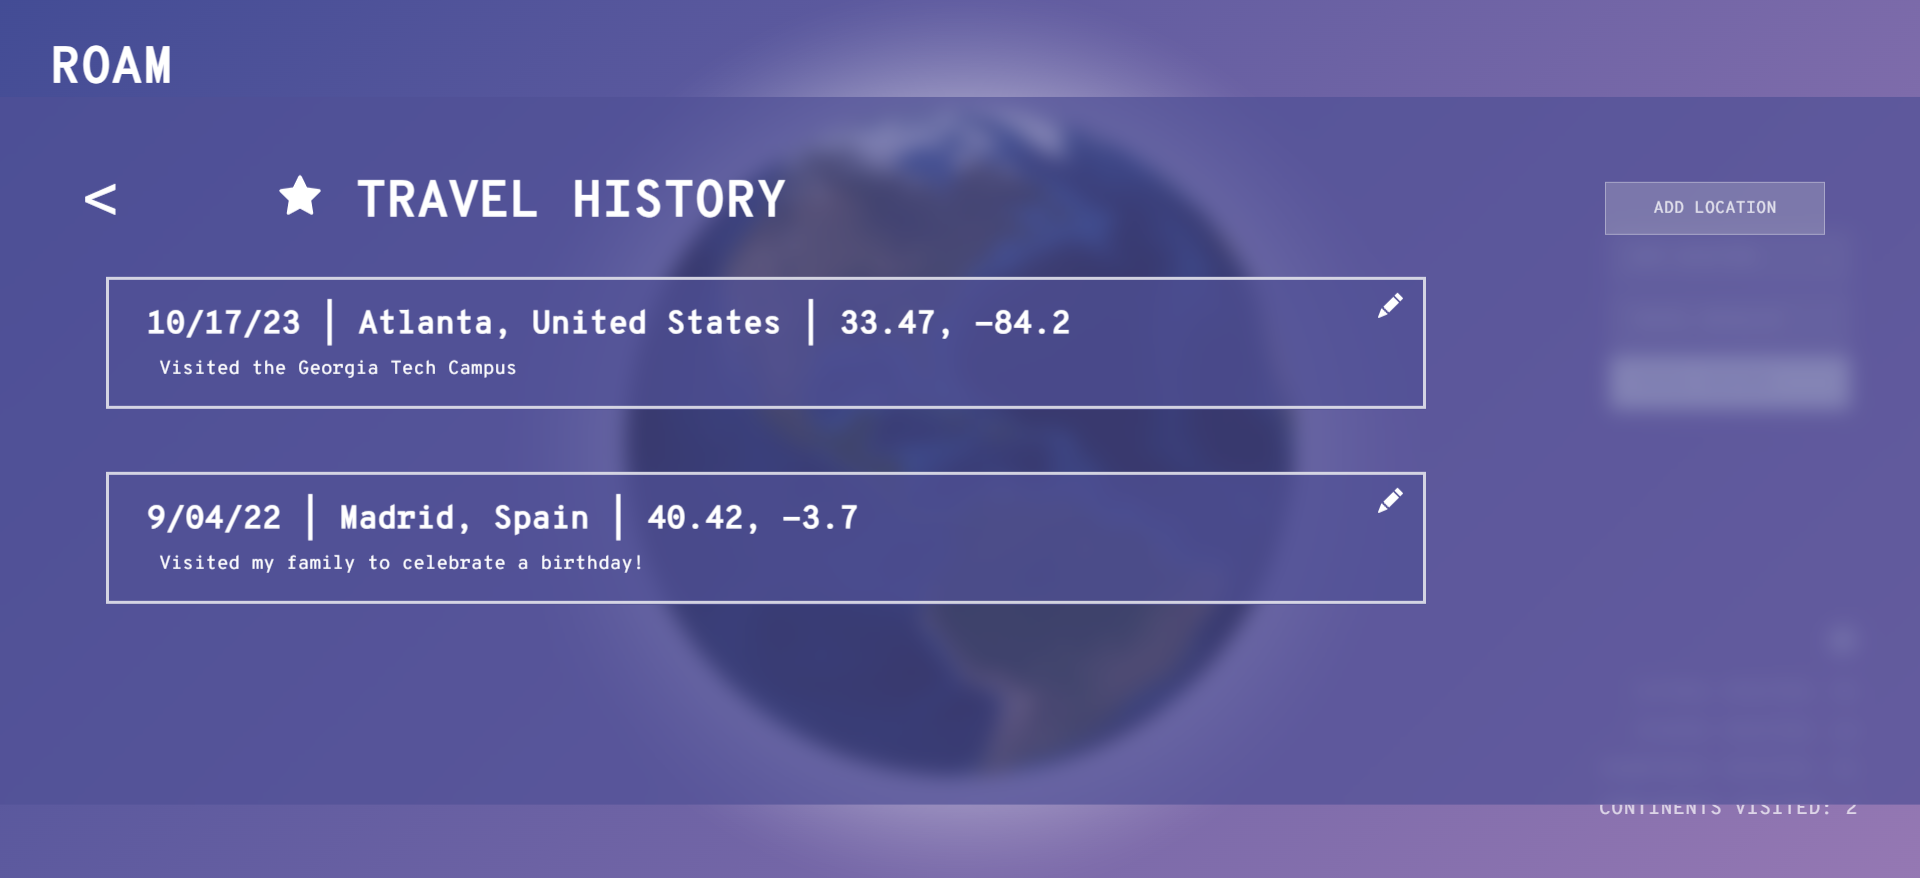 ROAM
< TRAVEL HISTORY
ADD LOCATION
10/17/23 | Atlanta, United States | 33.47, -84.2
Visited the Georgia Tech Campus
9/04/22 | Madrid, Spain | 40.42, -3.7
Visited my family to celebrate a birthday!
CONTINENTS VISITED: 2